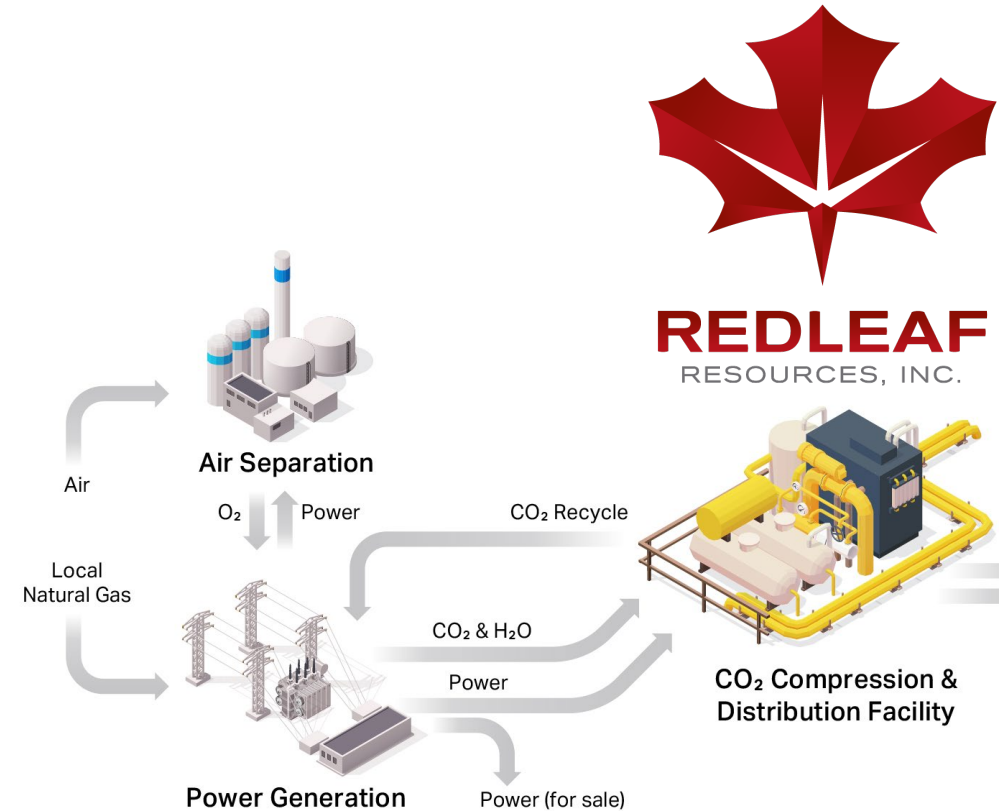 REDLEAF
RESOURCES, INC.
Air Separation
Air
O₂
Power
CO₂ Recycle
Local
Natural Gas
CO₂ & H₂O
Power
CO₂ Compression &
Distribution Facility
Power Generation
Power (for sale)